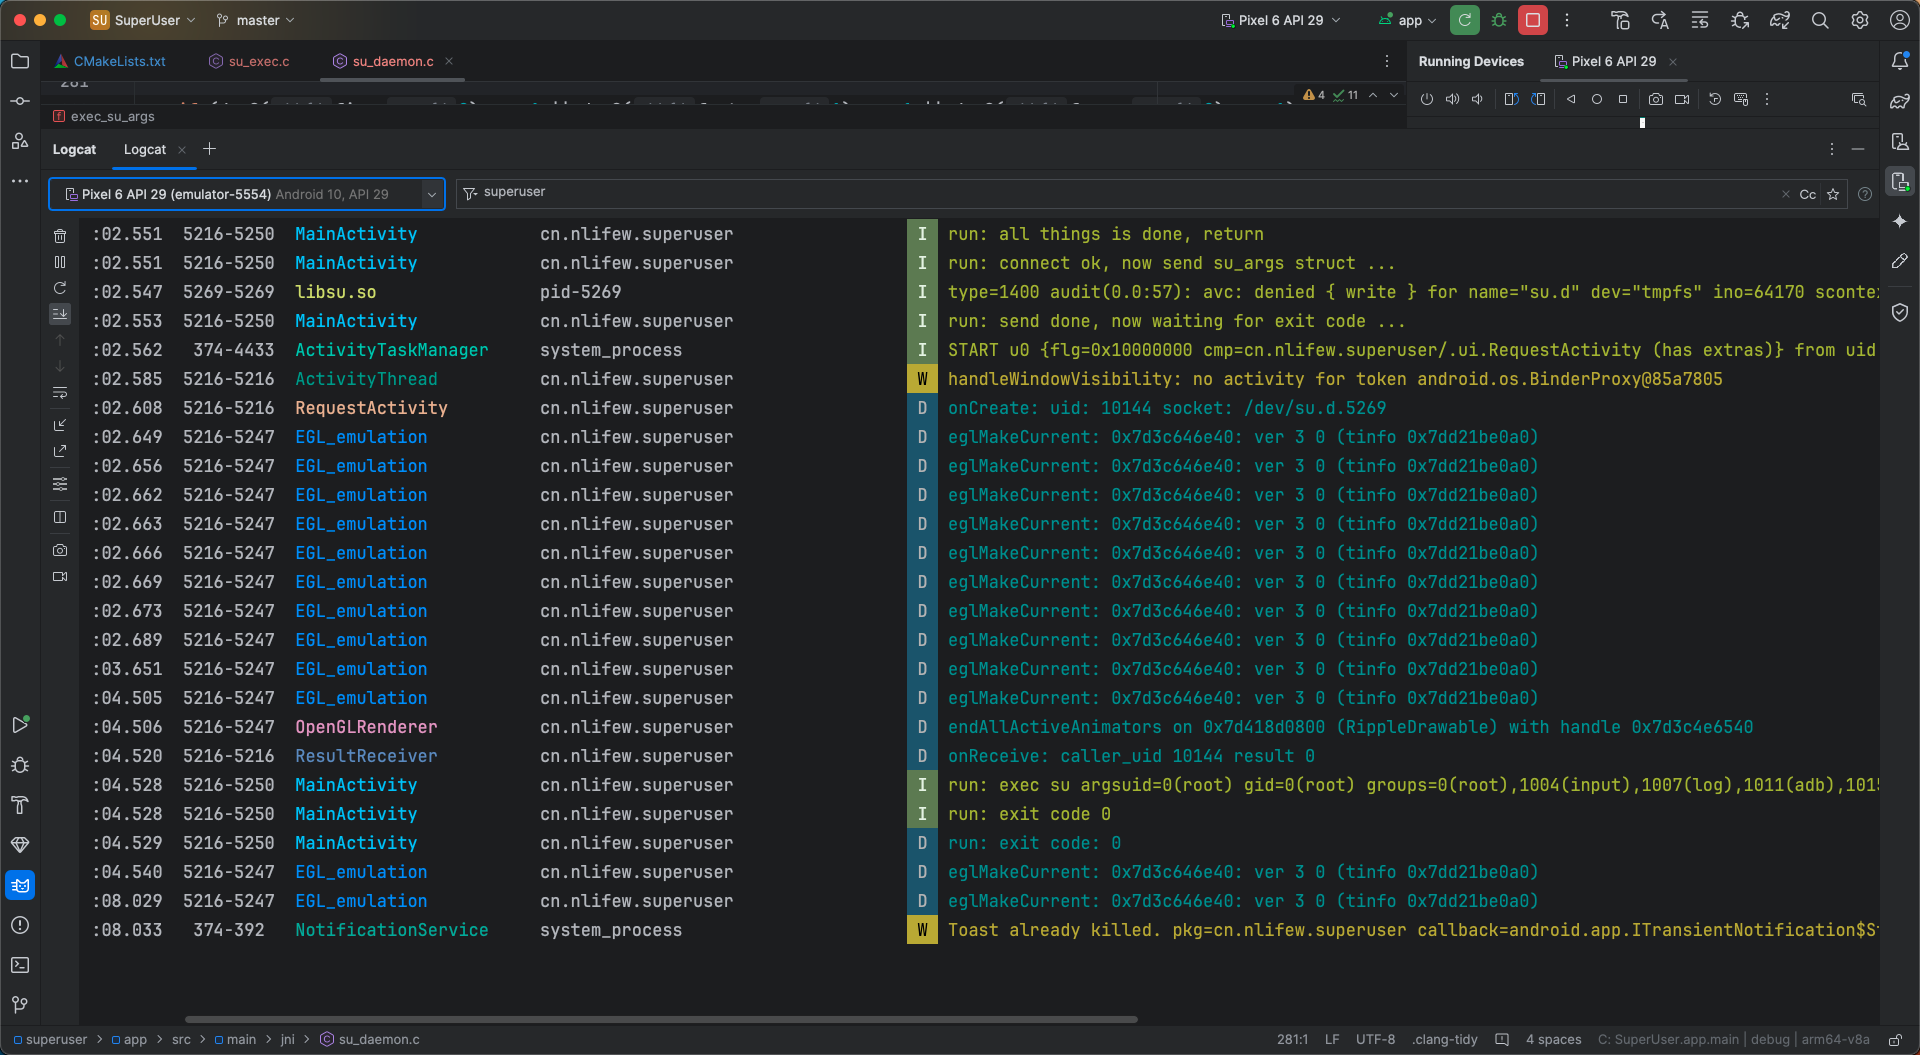 SU SuperUser master Pixel 6 API 29 app
CMakeLists.txt su_exec.c su_daemon.c
Running Devices Pixel 6 API 29
281
4 11
exec_su_args
Logcat Logcat
Pixel 6 API 29 (emulator-5554) Android 10, API 29 superuser Cc
:02.551 5216-5250 MainActivity cn.nlifew.superuser I run: all things is done, return
:02.551 5216-5250 MainActivity cn.nlifew.superuser I run: connect ok, now send su_args struct ...
:02.547 5269-5269 libsu.so pid-5269 I type=1400 audit(0.0:57): avc: denied { write } for name="su.d" dev="tmpfs" ino=64170 scontex
:02.553 5216-5250 MainActivity cn.nlifew.superuser I run: send done, now waiting for exit code ...
:02.562 374-4433 ActivityTaskManager system_process I START u0 {flg=0x10000000 cmp=cn.nlifew.superuser/.ui.RequestActivity (has extras)} from uid
:02.585 5216-5216 ActivityThread cn.nlifew.superuser W handleWindowVisibility: no activity for token android.os.BinderProxy@85a7805
:02.608 5216-5216 RequestActivity cn.nlifew.superuser D onCreate: uid: 10144 socket: /dev/su.d.5269
:02.649 5216-5247 EGL_emulation cn.nlifew.superuser D eglMakeCurrent: 0x7d3c646e40: ver 3 0 (tinfo 0x7dd21be0a0)
:02.656 5216-5247 EGL_emulation cn.nlifew.superuser D eglMakeCurrent: 0x7d3c646e40: ver 3 0 (tinfo 0x7dd21be0a0)
:02.662 5216-5247 EGL_emulation cn.nlifew.superuser D eglMakeCurrent: 0x7d3c646e40: ver 3 0 (tinfo 0x7dd21be0a0)
:02.663 5216-5247 EGL_emulation cn.nlifew.superuser D eglMakeCurrent: 0x7d3c646e40: ver 3 0 (tinfo 0x7dd21be0a0)
:02.666 5216-5247 EGL_emulation cn.nlifew.superuser D eglMakeCurrent: 0x7d3c646e40: ver 3 0 (tinfo 0x7dd21be0a0)
:02.669 5216-5247 EGL_emulation cn.nlifew.superuser D eglMakeCurrent: 0x7d3c646e40: ver 3 0 (tinfo 0x7dd21be0a0)
:02.673 5216-5247 EGL_emulation cn.nlifew.superuser D eglMakeCurrent: 0x7d3c646e40: ver 3 0 (tinfo 0x7dd21be0a0)
:02.689 5216-5247 EGL_emulation cn.nlifew.superuser D eglMakeCurrent: 0x7d3c646e40: ver 3 0 (tinfo 0x7dd21be0a0)
:03.651 5216-5247 EGL_emulation cn.nlifew.superuser D eglMakeCurrent: 0x7d3c646e40: ver 3 0 (tinfo 0x7dd21be0a0)
:04.505 5216-5247 EGL_emulation cn.nlifew.superuser D eglMakeCurrent: 0x7d3c646e40: ver 3 0 (tinfo 0x7dd21be0a0)
:04.506 5216-5247 OpenGLRenderer cn.nlifew.superuser D endAllActiveAnimators on 0x7d418d0800 (RippleDrawable) with handle 0x7d3c4e6540
:04.520 5216-5216 ResultReceiver cn.nlifew.superuser D onReceive: caller_uid 10144 result 0
:04.528 5216-5250 MainActivity cn.nlifew.superuser I run: exec su argsuid=0(root) gid=0(root) groups=0(root),1004(input),1007(log),1011(adb),1015
:04.528 5216-5250 MainActivity cn.nlifew.superuser I run: exit code 0
:04.529 5216-5250 MainActivity cn.nlifew.superuser D run: exit code: 0
:04.540 5216-5247 EGL_emulation cn.nlifew.superuser D eglMakeCurrent: 0x7d3c646e40: ver 3 0 (tinfo 0x7dd21be0a0)
:08.029 5216-5247 EGL_emulation cn.nlifew.superuser D eglMakeCurrent: 0x7d3c646e40: ver 3 0 (tinfo 0x7dd21be0a0)
:08.033 374-392 NotificationService system_process W Toast already killed. pkg=cn.nlifew.superuser callback=android.app.ITransientNotification$St
superuser > app > src > main > jni > su_daemon.c 281:1 LF UTF-8 .clang-tidy 4 spaces C: SuperUser.app.main | debug | arm64-v8a